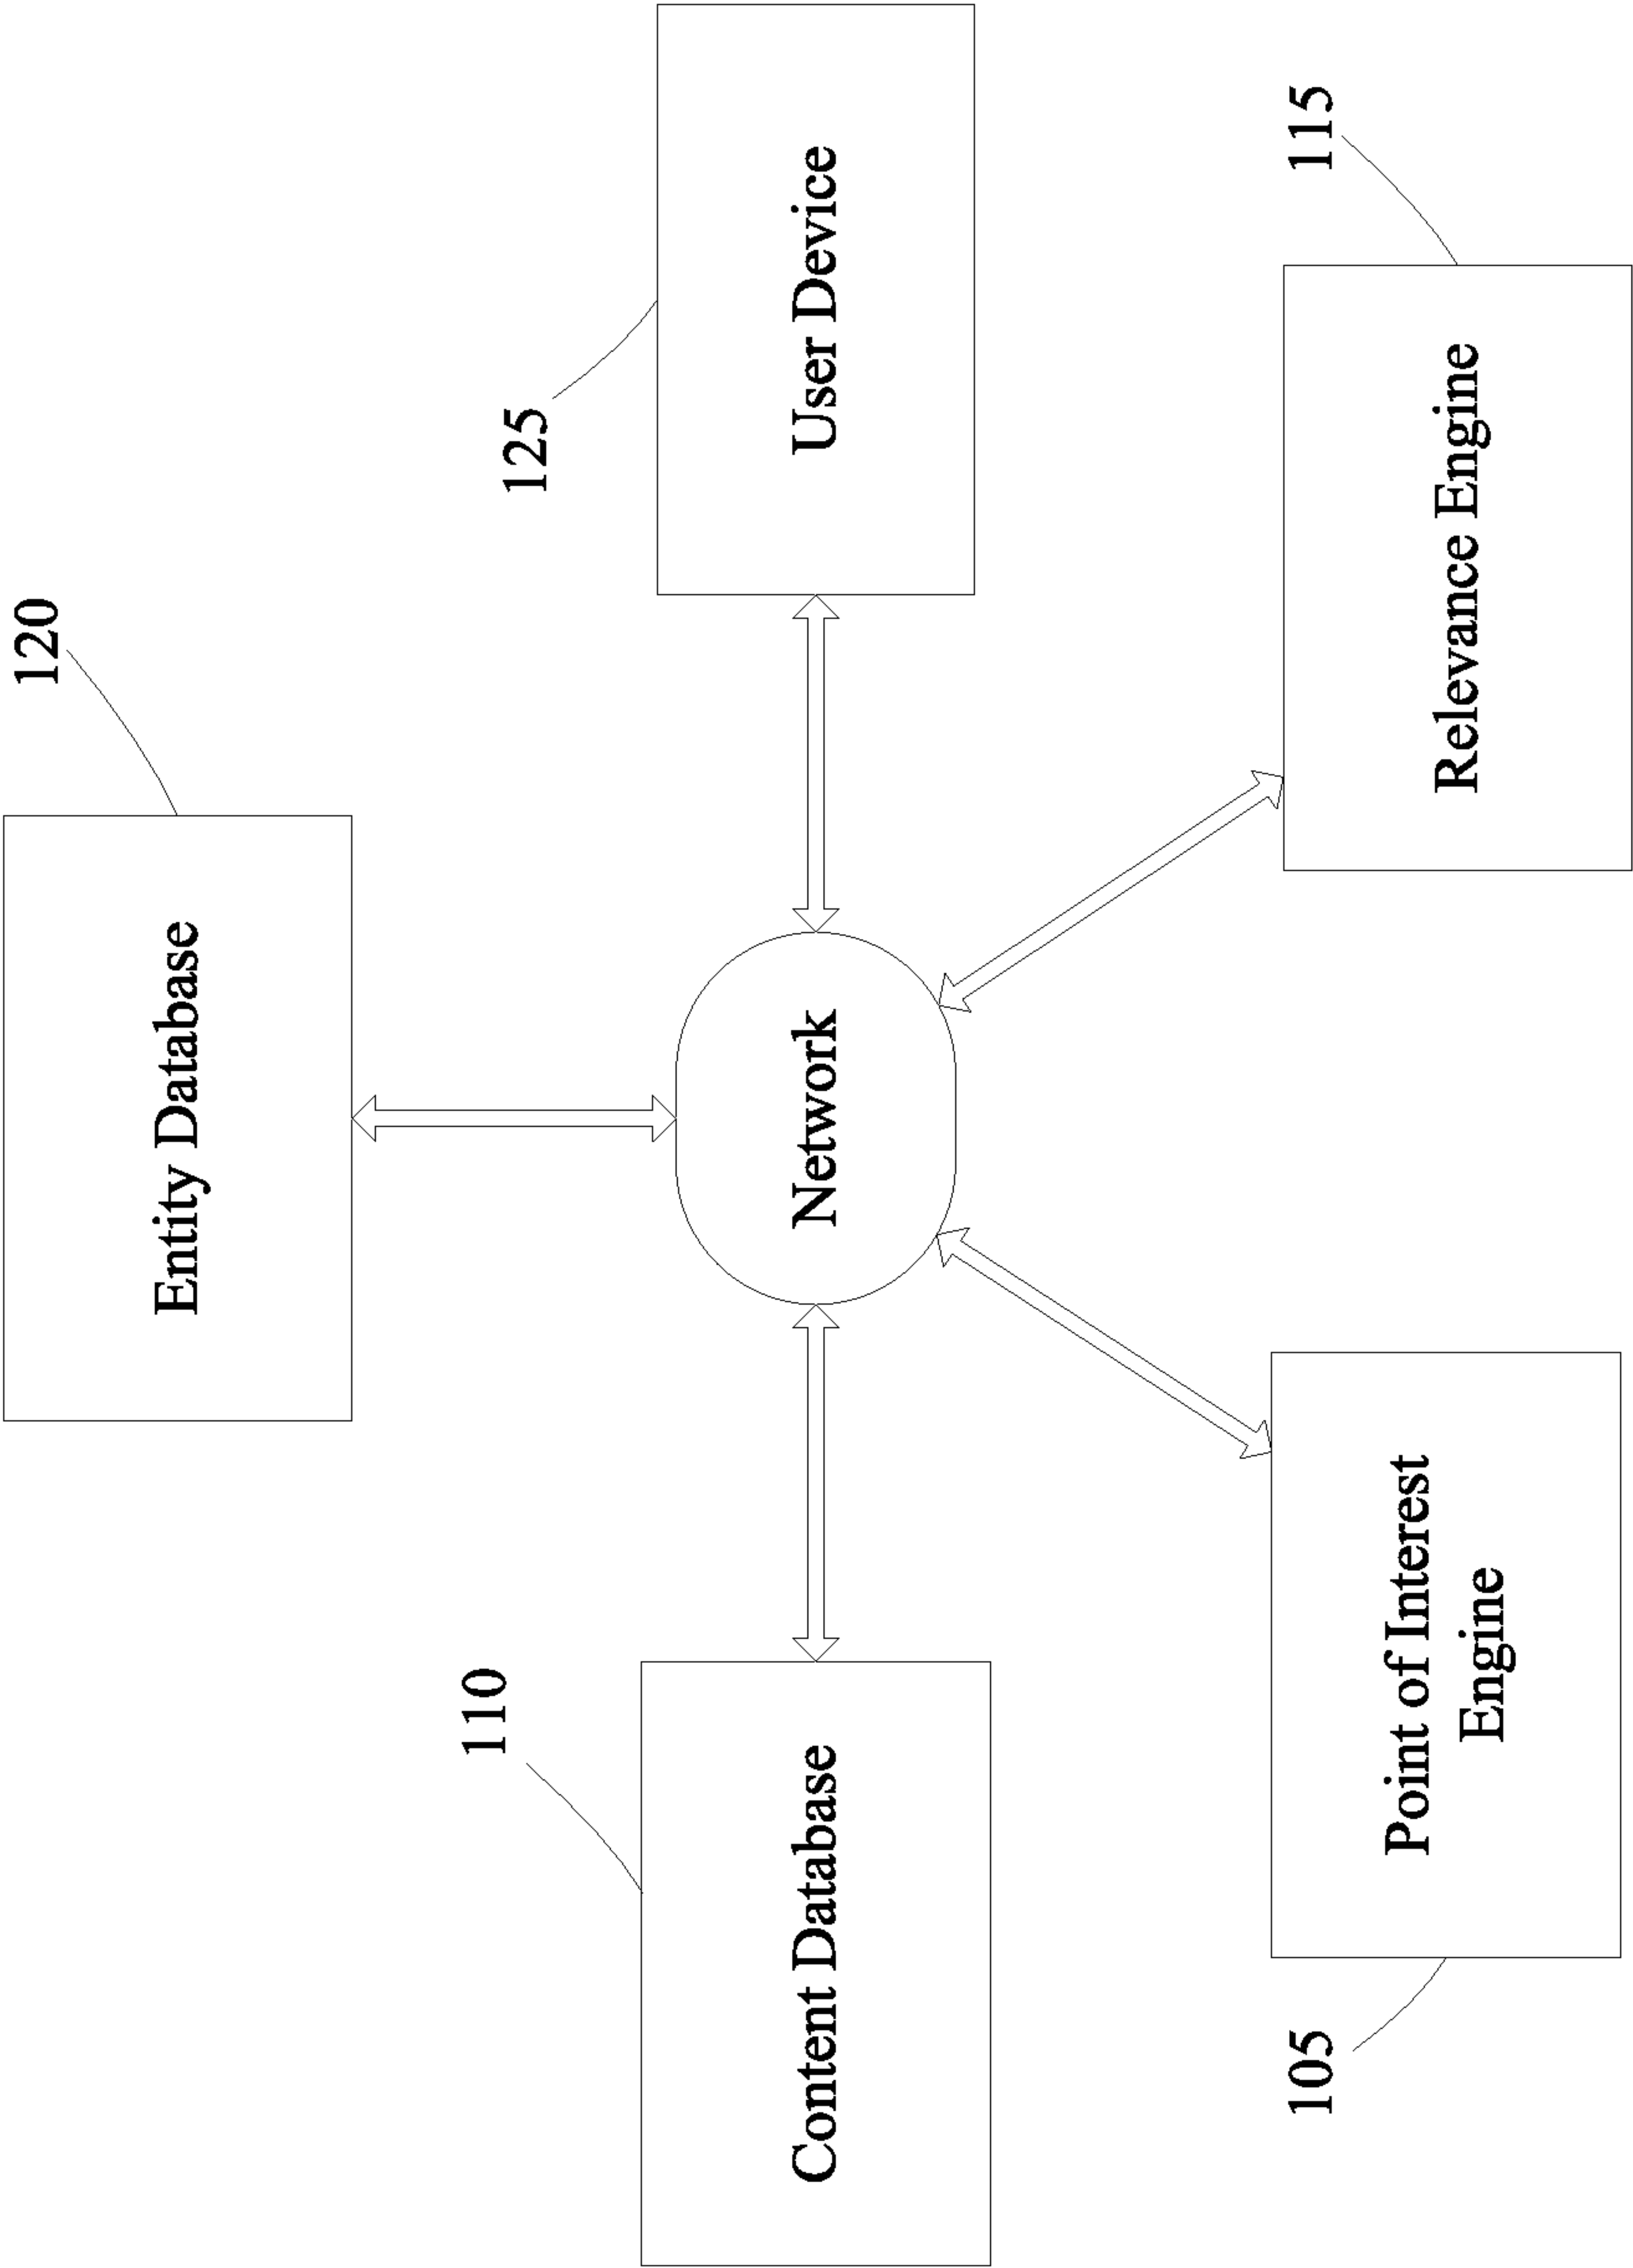 120
Entity Database
110
125
Content Database
Network
User Device
105
115
Point of Interest
Engine
Relevance Engine